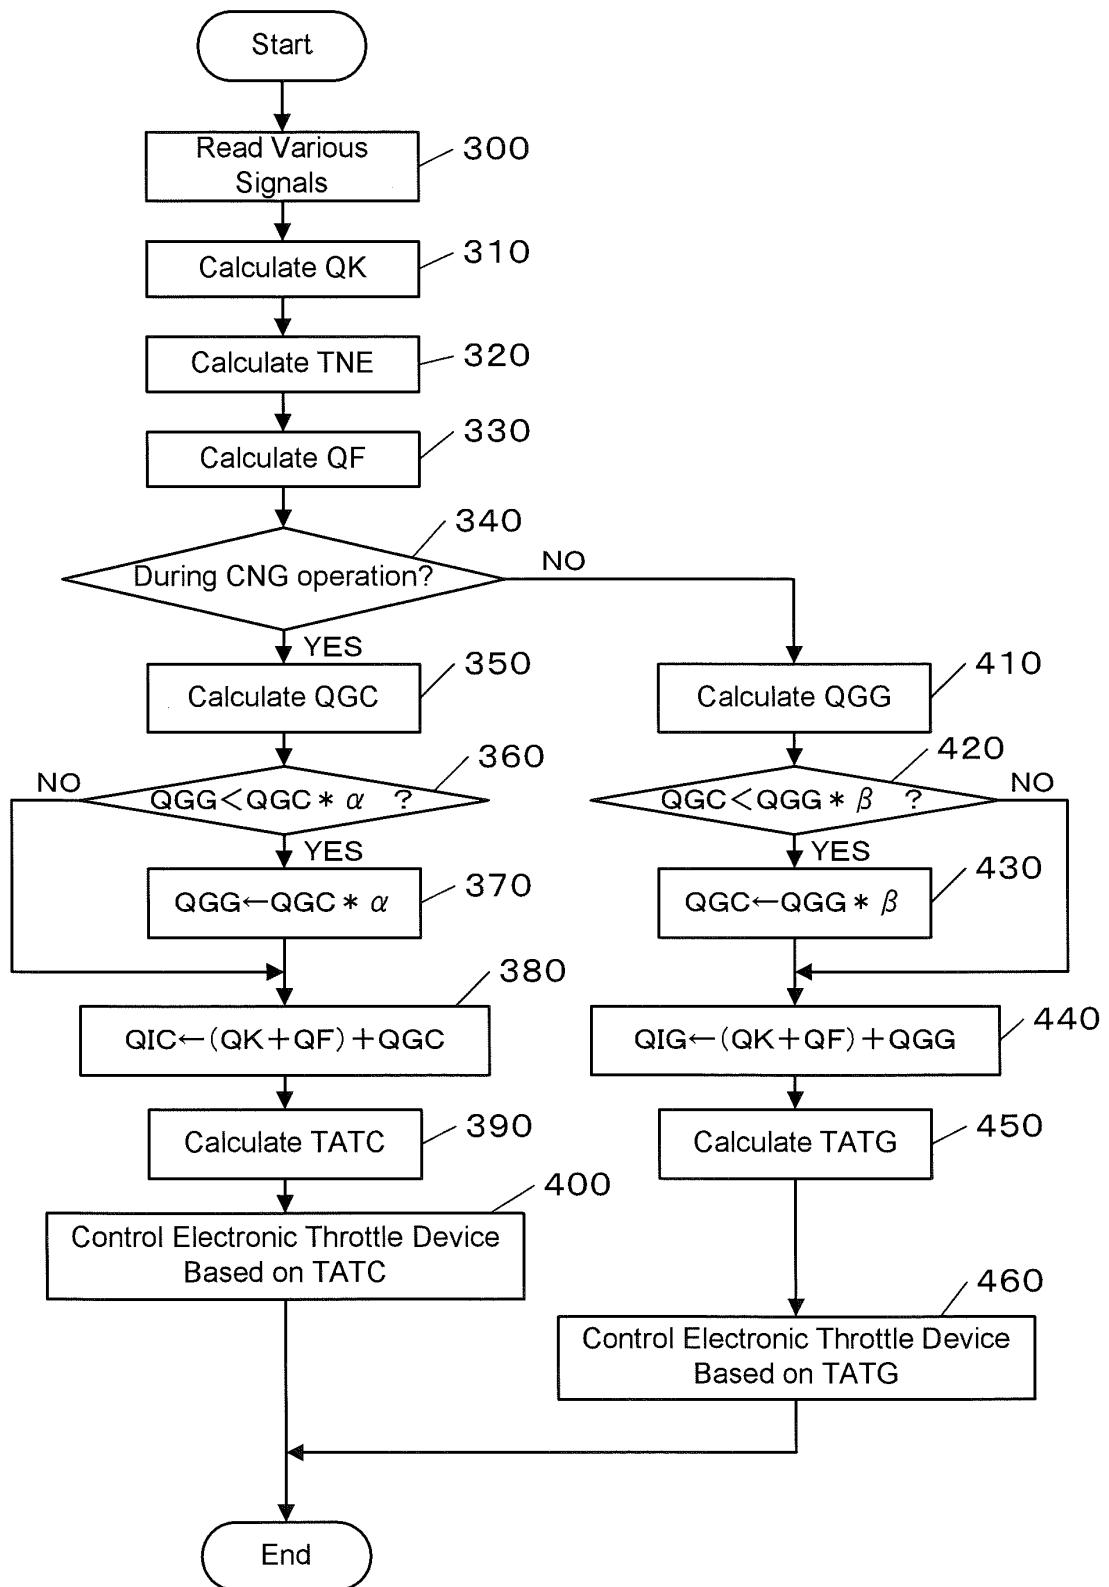 Start
Read Various
Signals
300
Calculate QK
310
Calculate TNE
320
Calculate QF
330
During CNG operation?
340
NO
YES
Calculate QGC
350
Calculate QGG
410
NO
QGG<QGC* α ?
360
QGC<QGG* β ?
420
NO
YES
YES
QGG←QGC* α
370
QGC←QGG* β
430
QIC←(QK+QF)+QGC
380
QIG←(QK+QF)+QGG
440
Calculate TATC
390
Calculate TATG
450
Control Electronic Throttle Device
Based on TATC
400
Control Electronic Throttle Device
Based on TATG
460
End